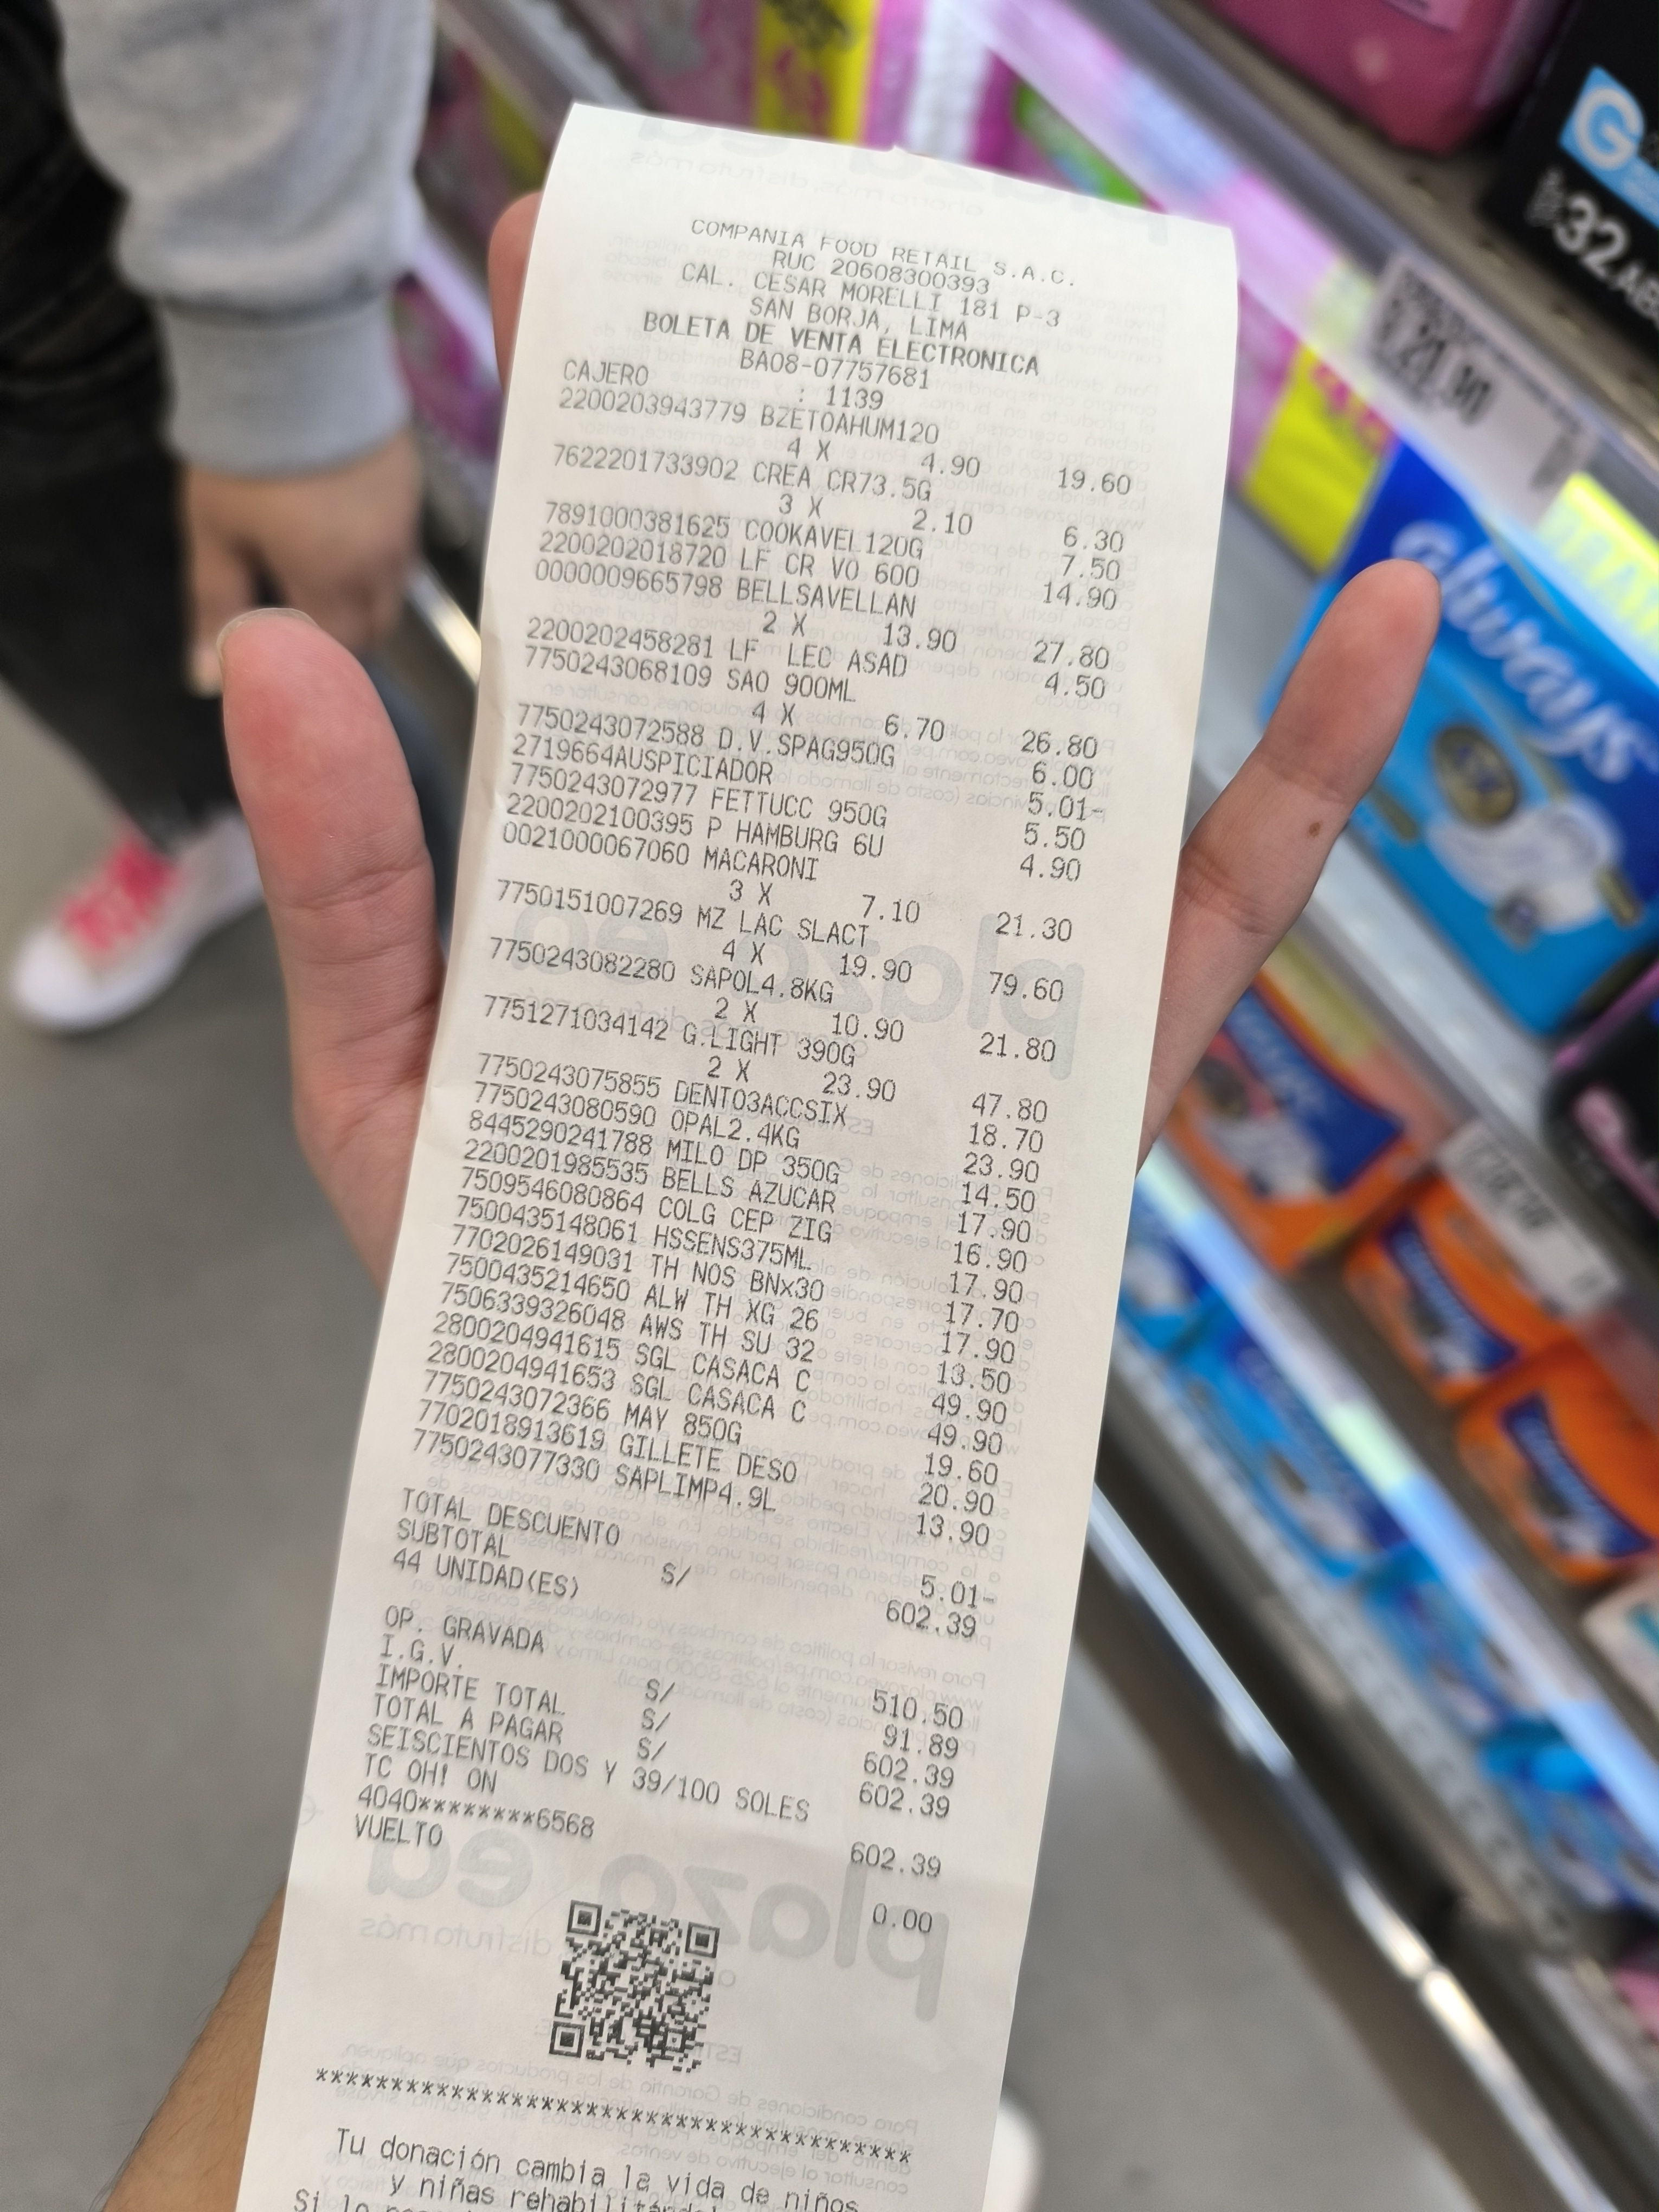 COMPANIA FOOD RETAIL S.A.C.
RUC 20608300393
CAL. CESAR MORELLI 181 P-3
SAN BORJA, LIMA
BOLETA DE VENTA ELECTRONICA
BA08-07757681
CAJERO : 1139
2200203943779 BZETOAHUM120
4 X 4.90 19.60
7622201733902 CREA CR73.5G
3 X 2.10 6.30
7891000381625 COOKAVEL120G 7.50
2200202018720 LF CR VO 600 14.90
0000009665798 BELLSAVELLAN
2 X 13.90 27.80
2200202458281 LF LEC ASAD 4.50
7750243068109 SAO 900ML
4 X 6.70 26.80
7750243072588 D.V.SPAG950G 6.00
2719664AUSPICIADOR 5.01-
7750243072977 FETTUCC 950G 5.50
2200202100395 P HAMBURG 6U 4.90
0021000067060 MACARONI
3 X 7.10 21.30
7750151007269 MZ LAC SLACT
4 X 19.90 79.60
7750243082280 SAPOL4.8KG
2 X 10.90 21.80
7751271034142 G.LIGHT 390G
2 X 23.90 47.80
7750243075855 DENTO3ACCSIX 18.70
7750243080590 OPAL2.4KG 23.90
8445290241788 MILO DP 350G 14.50
2200201985535 BELLS AZUCAR 17.90
7509546080864 COLG CEP ZIG 16.90
7500435148061 HSSENS375ML 17.90
7702026149031 TH NOS BNx30 17.70
7500435214650 ALW TH XG 26 17.90
7506339326048 AWS TH SU 32 13.50
2800204941615 SGL CASACA C 49.90
2800204941653 SGL CASACA C 49.90
7750243072366 MAY 850G 19.60
7702018913619 GILLETE DESO 20.90
7750243077330 SAPLIMP4.9L 13.90
TOTAL DESCUENTO 5.01-
SUBTOTAL S/ 602.39
44 UNIDAD(ES)
OP. GRAVADA S/ 510.50
I.G.V. S/ 91.89
IMPORTE TOTAL S/ 602.39
TOTAL A PAGAR 602.39
SEISCIENTOS DOS Y 39/100 SOLES
TC OH! ON 602.39
4040********6568
VUELTO 0.00
*******************************
Tu donación cambia la vida de niños
y niñas
Si lo
plaza ea
always
32
G